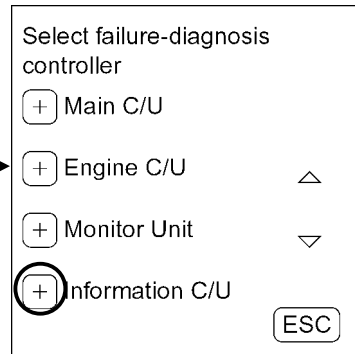 Select failure-diagnosis
controller
+ Main C/U
+ Engine C/U
+ Monitor Unit
+ Information C/U
ESC